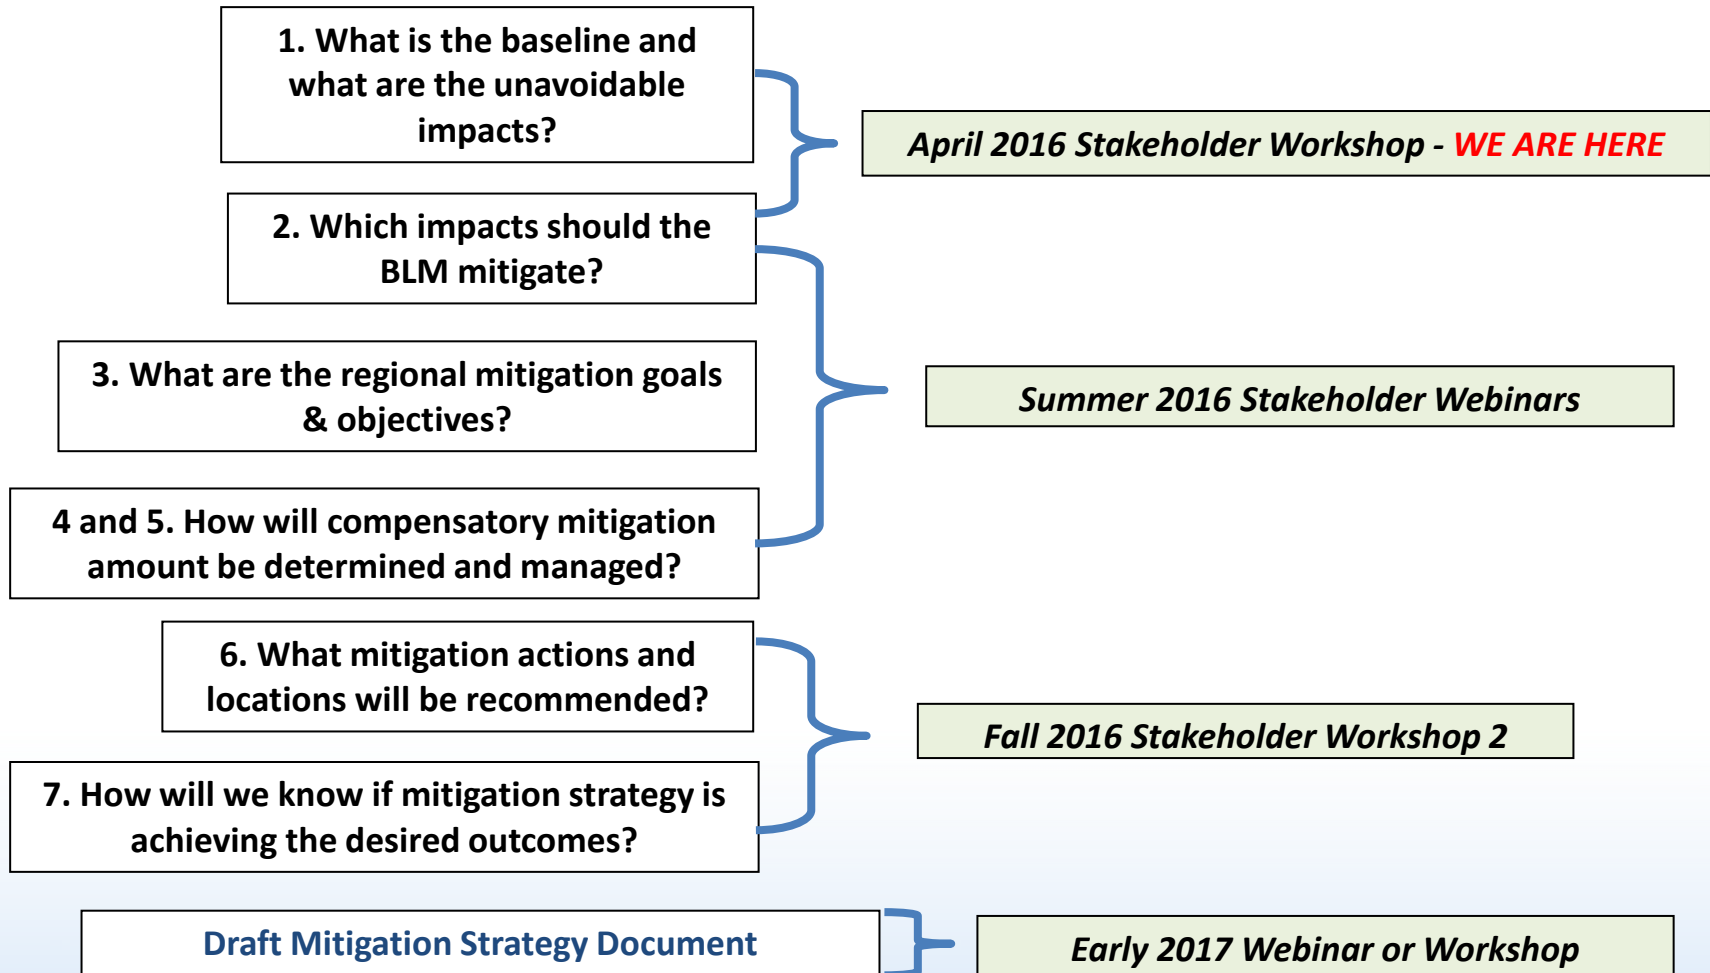 1. What is the baseline and
what are the unavoidable
impacts?
April 2016 Stakeholder Workshop - WE ARE HERE
2. Which impacts should the
BLM mitigate?
3. What are the regional mitigation goals
& objectives?
Summer 2016 Stakeholder Webinars
4 and 5. How will compensatory mitigation
amount be determined and managed?
6. What mitigation actions and
locations will be recommended?
Fall 2016 Stakeholder Workshop 2
7. How will we know if mitigation strategy is
achieving the desired outcomes?
Draft Mitigation Strategy Document
Early 2017 Webinar or Workshop